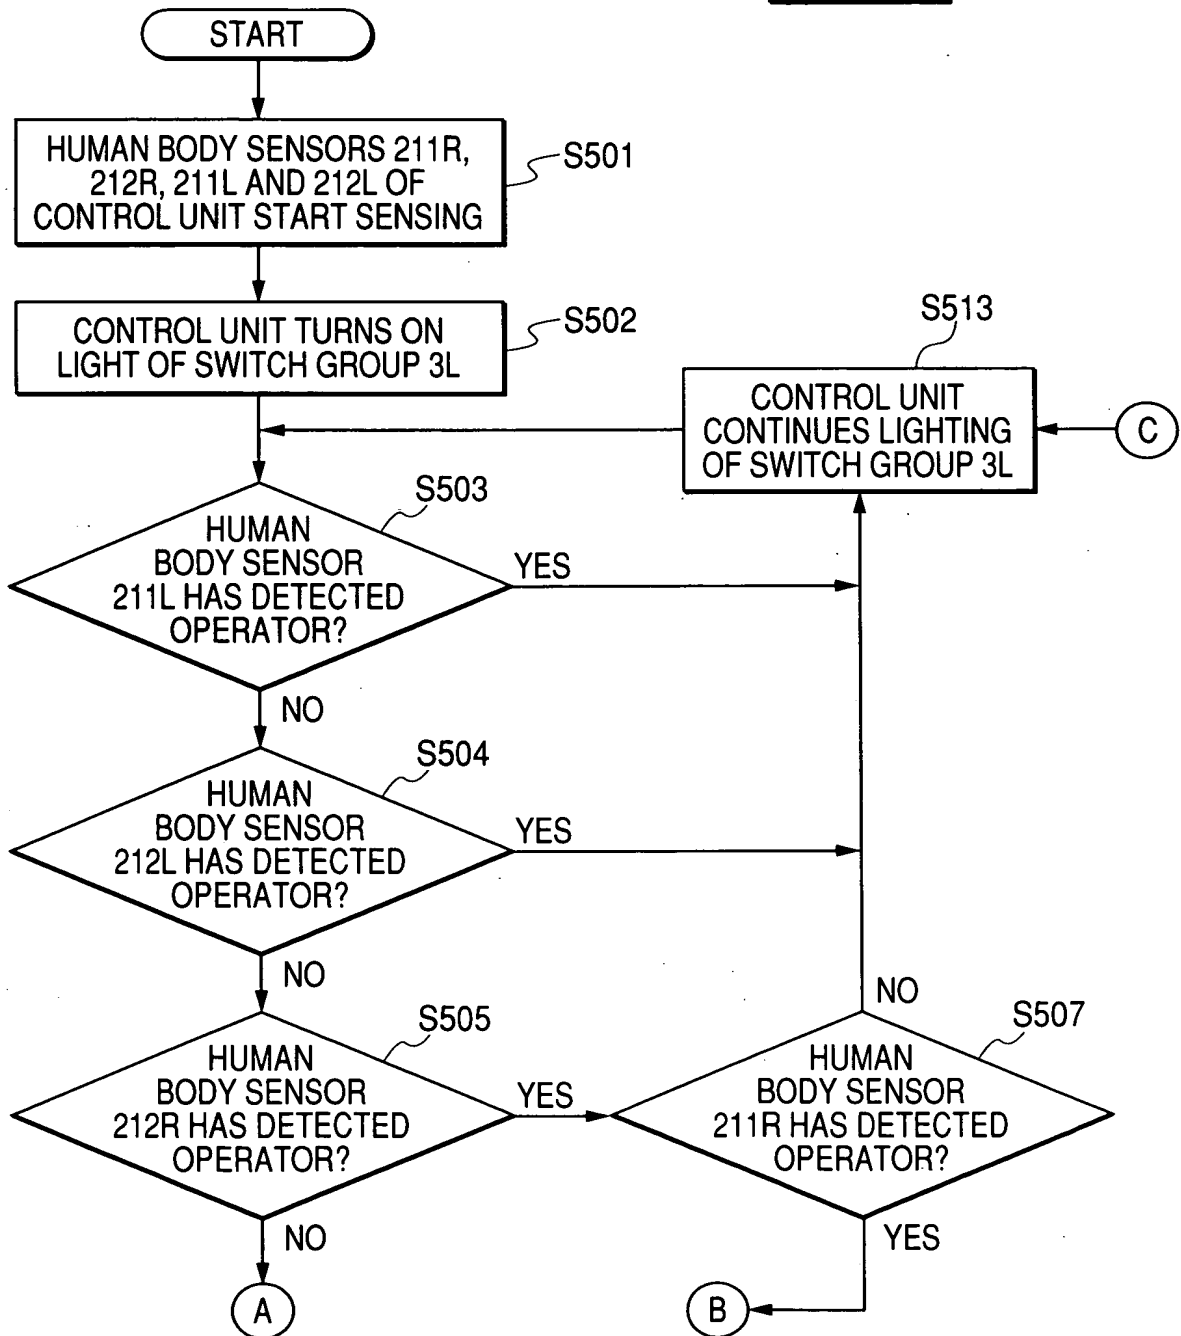 START
HUMAN BODY SENSORS 211R,
212R, 211L AND 212L OF
CONTROL UNIT START SENSING
S501
CONTROL UNIT TURNS ON
LIGHT OF SWITCH GROUP 3L
S502
S513
CONTROL UNIT
CONTINUES LIGHTING
OF SWITCH GROUP 3L
C
S503
HUMAN
BODY SENSOR
211L HAS DETECTED
OPERATOR?
YES
NO
S504
HUMAN
BODY SENSOR
212L HAS DETECTED
OPERATOR?
YES
NO
S505
HUMAN
BODY SENSOR
212R HAS DETECTED
OPERATOR?
YES
NO
S507
HUMAN
BODY SENSOR
211R HAS DETECTED
OPERATOR?
NO
YES
A
B